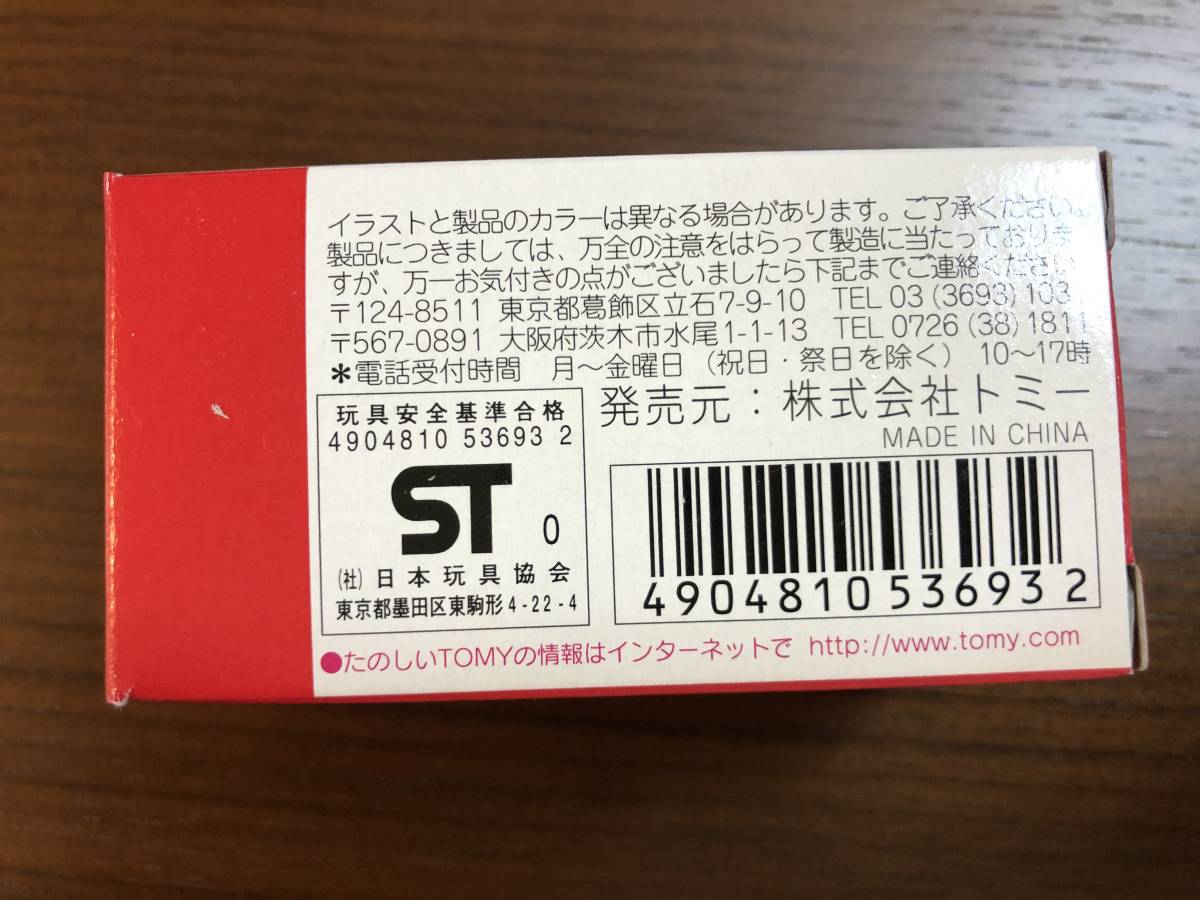 イラストと製品のカラーは異なる場合があります。ご了承ください。
製品につきましては、万全の注意をはらって製造に当たっておりま
すが、万一お気付きの点がございましたら下記までご連絡ください
〒124-8511 東京都葛飾区立石7-9-10 TEL 03 (3693) 103
〒567-0891 大阪府茨木市水尾1-1-13 TEL 0726 (38) 1811
＊電話受付時間 月〜金曜日（祝日・祭日を除く）10〜17時
発売元：株式会社トミー
MADE IN CHINA
玩具安全基準合格
4904810 53693 2
ST 0
(社) 日本玩具協会
東京都墨田区東駒形4-22-4
4904810536932
●たのしいTOMYの情報はインターネットで http://www.tomy.com